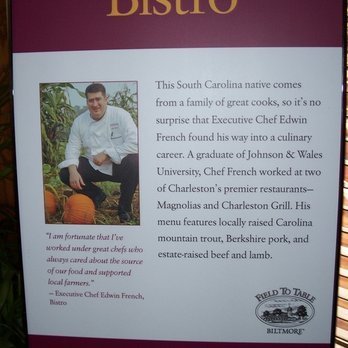 Bistro
This South Carolina native comes
from a family of great cooks, so it's no
surprise that Executive Chef Edwin
French found his way into a culinary
career. A graduate of Johnson & Wales
University, Chef French worked at two
of Charleston's premier restaurants—
Magnolias and Charleston Grill. His
menu features locally raised Carolina
mountain trout, Berkshire pork, and
estate-raised beef and lamb.
"I am fortunate that I've
worked under great chefs who
always cared about the source
of our food and supported
local farmers."
– Executive Chef Edwin French,
Bistro
FIELD TO TABLE
BILTMORE